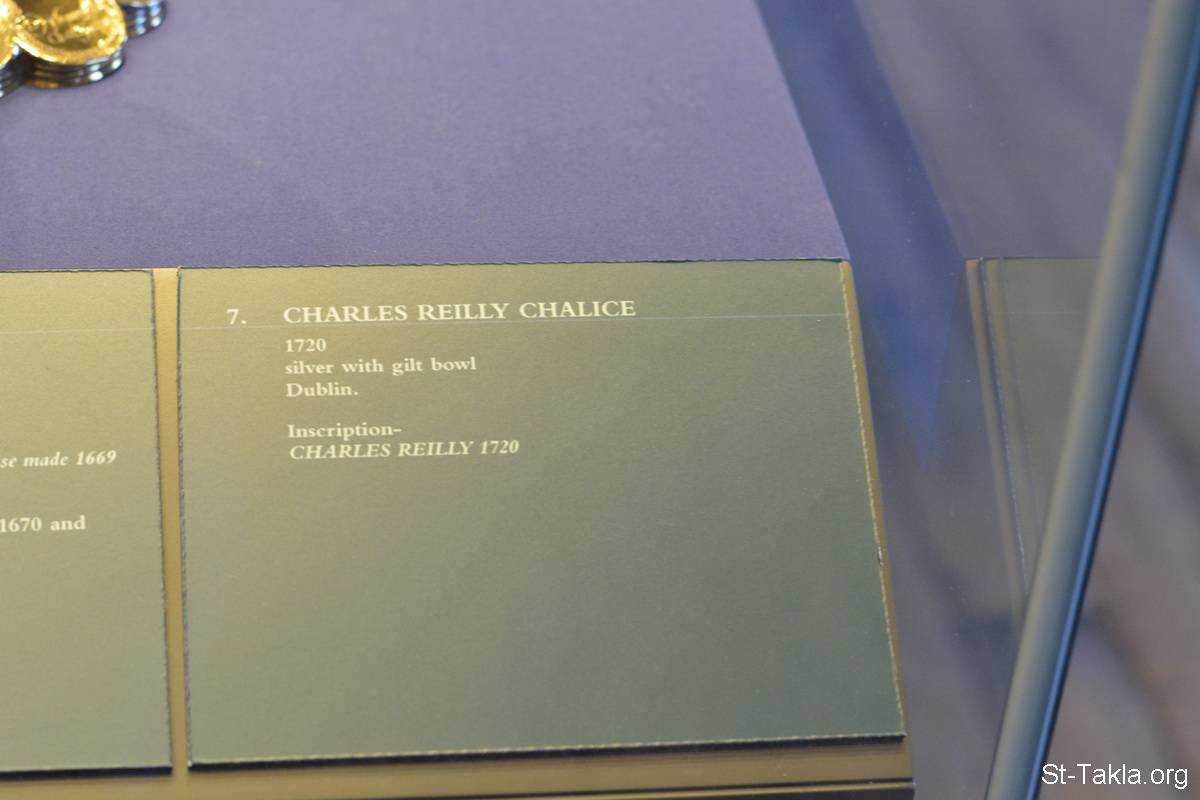 7. CHARLES REILLY CHALICE
1720
silver with gilt bowl
Dublin.
Inscription-
CHARLES REILLY 1720
se made 1669
1670 and
St-Takla.org